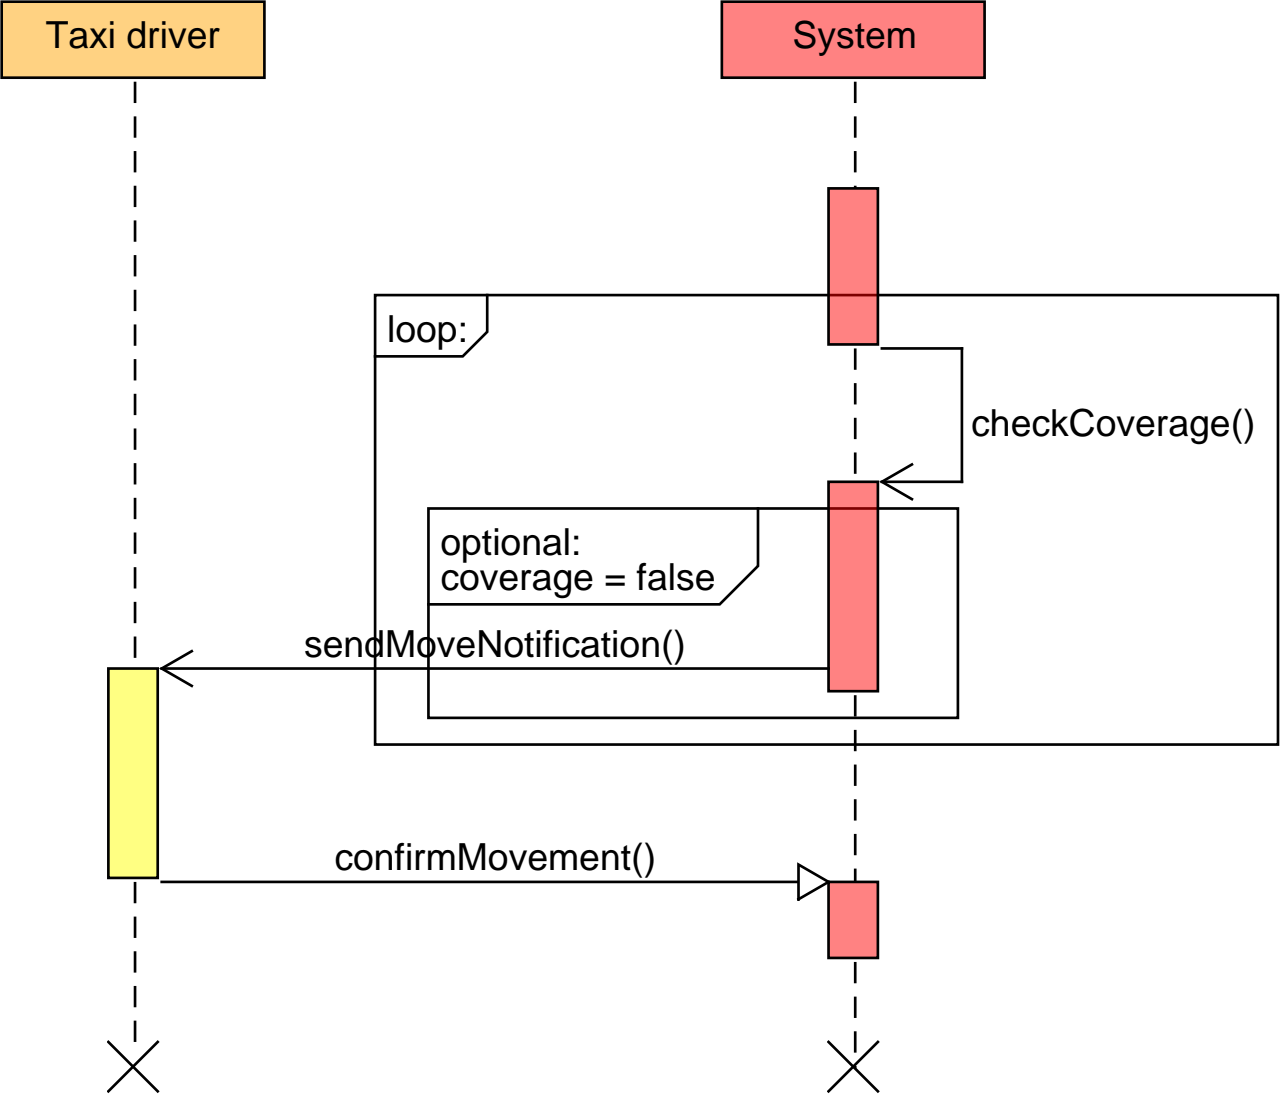 Taxi driver
System
loop:
checkCoverage()
optional:
coverage = false
sendMoveNotification()
confirmMovement()